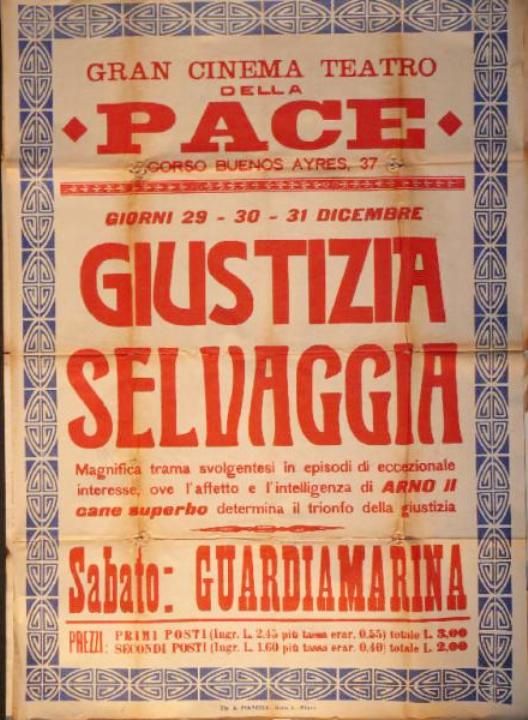 GRAN CINEMA TEATRO
DELLA
PACE
CORSO BUENOS AYRES, 37
GIORNI 29 - 30 - 31 DICEMBRE
GIUSTIZIA
SELVAGGIA
Magnifica trama svolgentesi in episodi di eccezionale
interesse, ove l'affetto e l'intelligenza di ARNO il
cane superbo determina il trionfo della giustizia
Sabato: GUARDIAMARINA
PREZZI: PRIMI POSTI (Ingr. L. 2,45 più tassa erar. 0,55) totale L. 3,00
SECONDI POSTI (Ingr. L. 1,60 più tassa erar. 0,40) totale L. 2,00